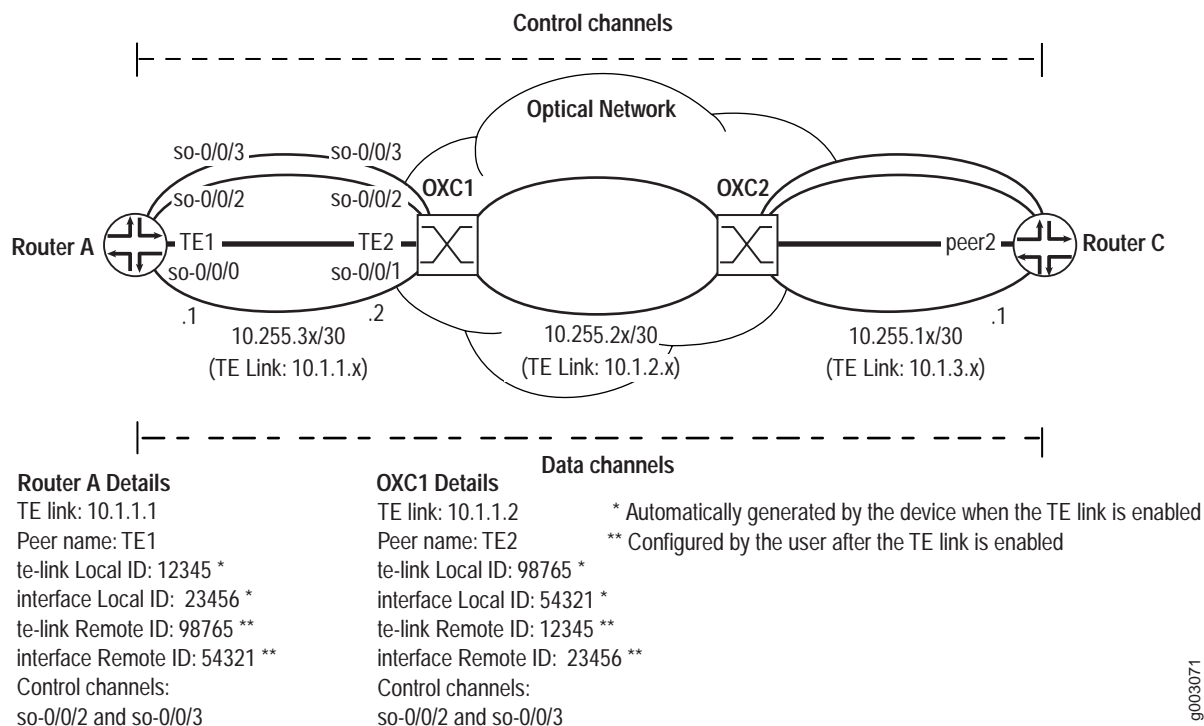 Control channels
Optical Network
so-0/0/3 so-0/0/3
so-0/0/2 so-0/0/2
OXC1 OXC2
Router A TE1 TE2 peer2 Router C
so-0/0/0 so-0/0/1
.1 .2 .1
10.255.3x/30 10.255.2x/30 10.255.1x/30
(TE Link: 10.1.1.x) (TE Link: 10.1.2.x) (TE Link: 10.1.3.x)
Data channels
Router A Details
TE link: 10.1.1.1
Peer name: TE1
te-link Local ID: 12345 *
interface Local ID: 23456 *
te-link Remote ID: 98765 **
interface Remote ID: 54321 **
Control channels:
so-0/0/2 and so-0/0/3
OXC1 Details
TE link: 10.1.1.2
Peer name: TE2
te-link Local ID: 98765 *
interface Local ID: 54321 *
te-link Remote ID: 12345 **
interface Remote ID: 23456 **
Control channels:
so-0/0/2 and so-0/0/3
* Automatically generated by the device when the TE link is enabled
** Configured by the user after the TE link is enabled
g003071